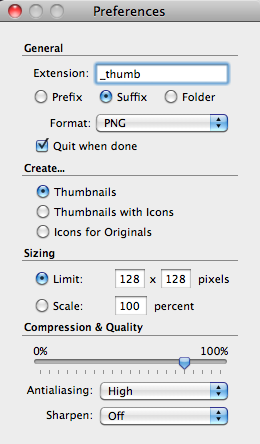 Preferences
General
Extension: _thumb
Prefix Suffix Folder
Format: PNG
Quit when done
Create...
Thumbnails
Thumbnails with Icons
Icons for Originals
Sizing
Limit: 128 x 128 pixels
Scale: 100 percent
Compression & Quality
0% 100%
Antialiasing: High
Sharpen: Off